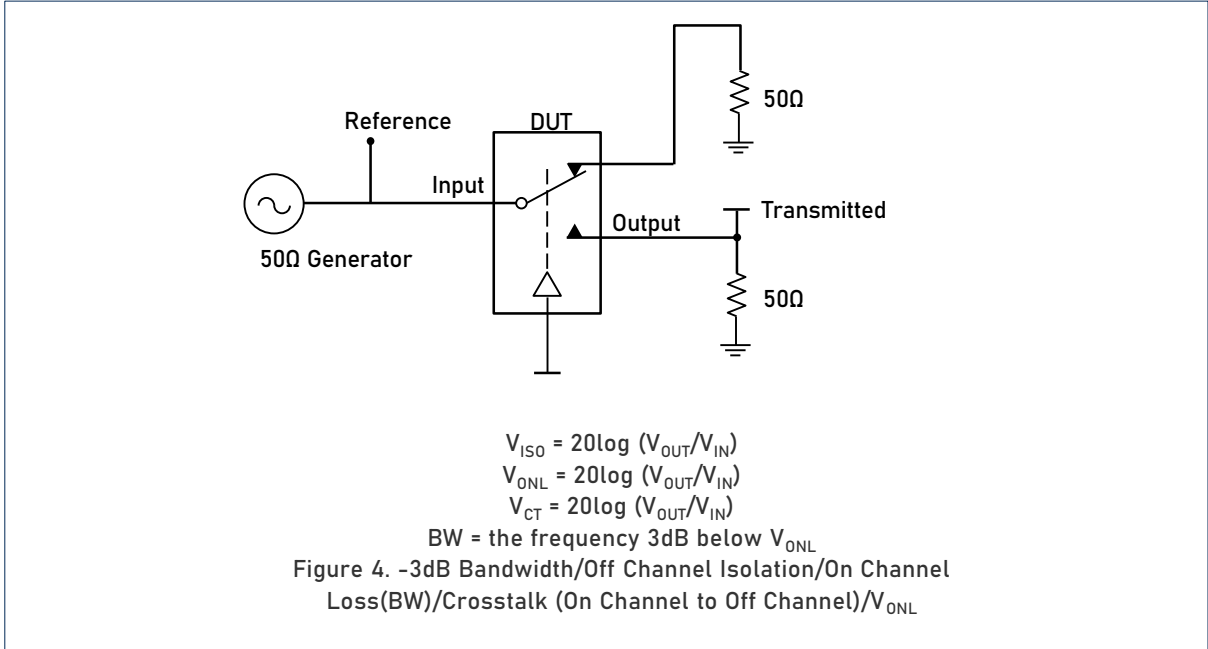 50Ω
Reference
DUT
Input
Transmitted
Output
50Ω Generator
50Ω
V_ISO = 20log (V_OUT/V_IN)
V_ONL = 20log (V_OUT/V_IN)
V_CT = 20log (V_OUT/V_IN)
BW = the frequency 3dB below V_ONL
Figure 4. -3dB Bandwidth/Off Channel Isolation/On Channel
Loss(BW)/Crosstalk (On Channel to Off Channel)/V_ONL